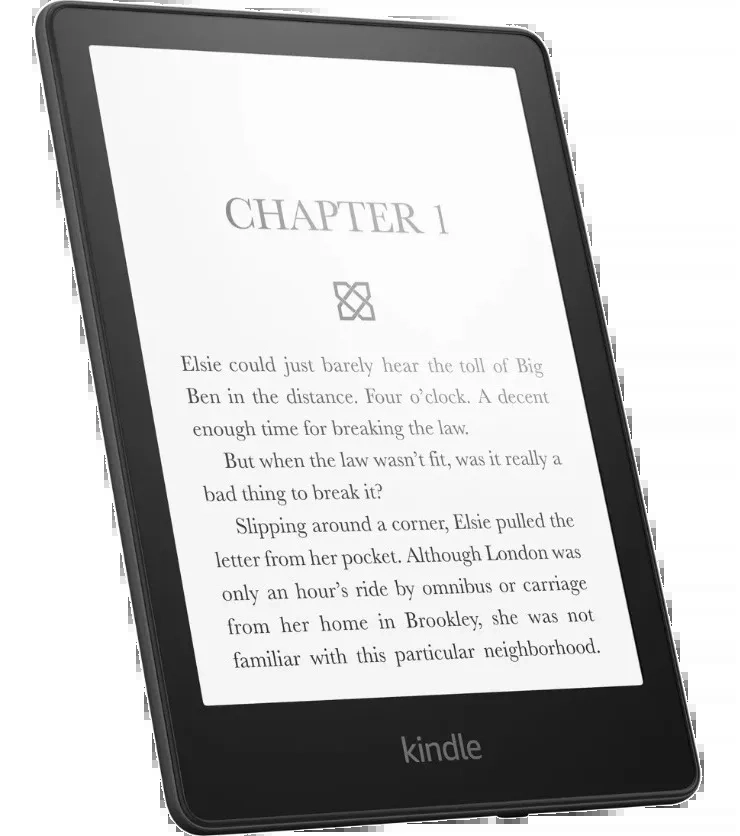 CHAPTER 1
Elsie could just barely hear the toll of Big
Ben in the distance. Four o’clock. A decent
enough time for breaking the law.
But when the law wasn’t fit, was it really a
bad thing to break it?
Slipping around a corner, Elsie pulled the
letter from her pocket. Although London was
only an hour’s ride by omnibus or carriage
from her home in Brookley, she was not
familiar with this particular neighborhood.
kindle